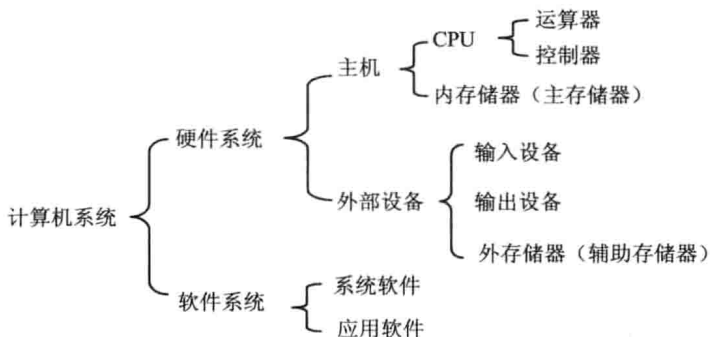 运算器
CPU
控制器
主机
内存储器（主存储器）
硬件系统
输入设备
外部设备
输出设备
计算机系统
外存储器（辅助存储器）
系统软件
软件系统
应用软件